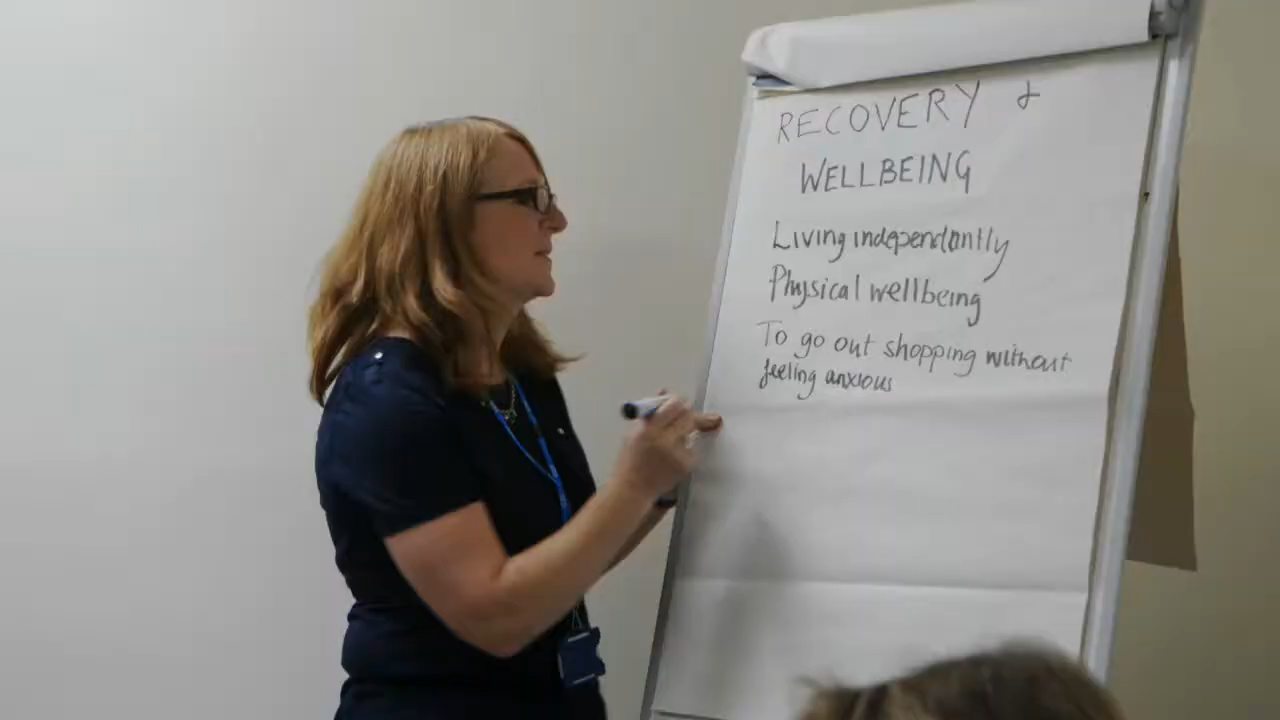 RECOVERY &
WELLBEING
Living independantly
Physical wellbeing
To go out shopping without
feeling anxious